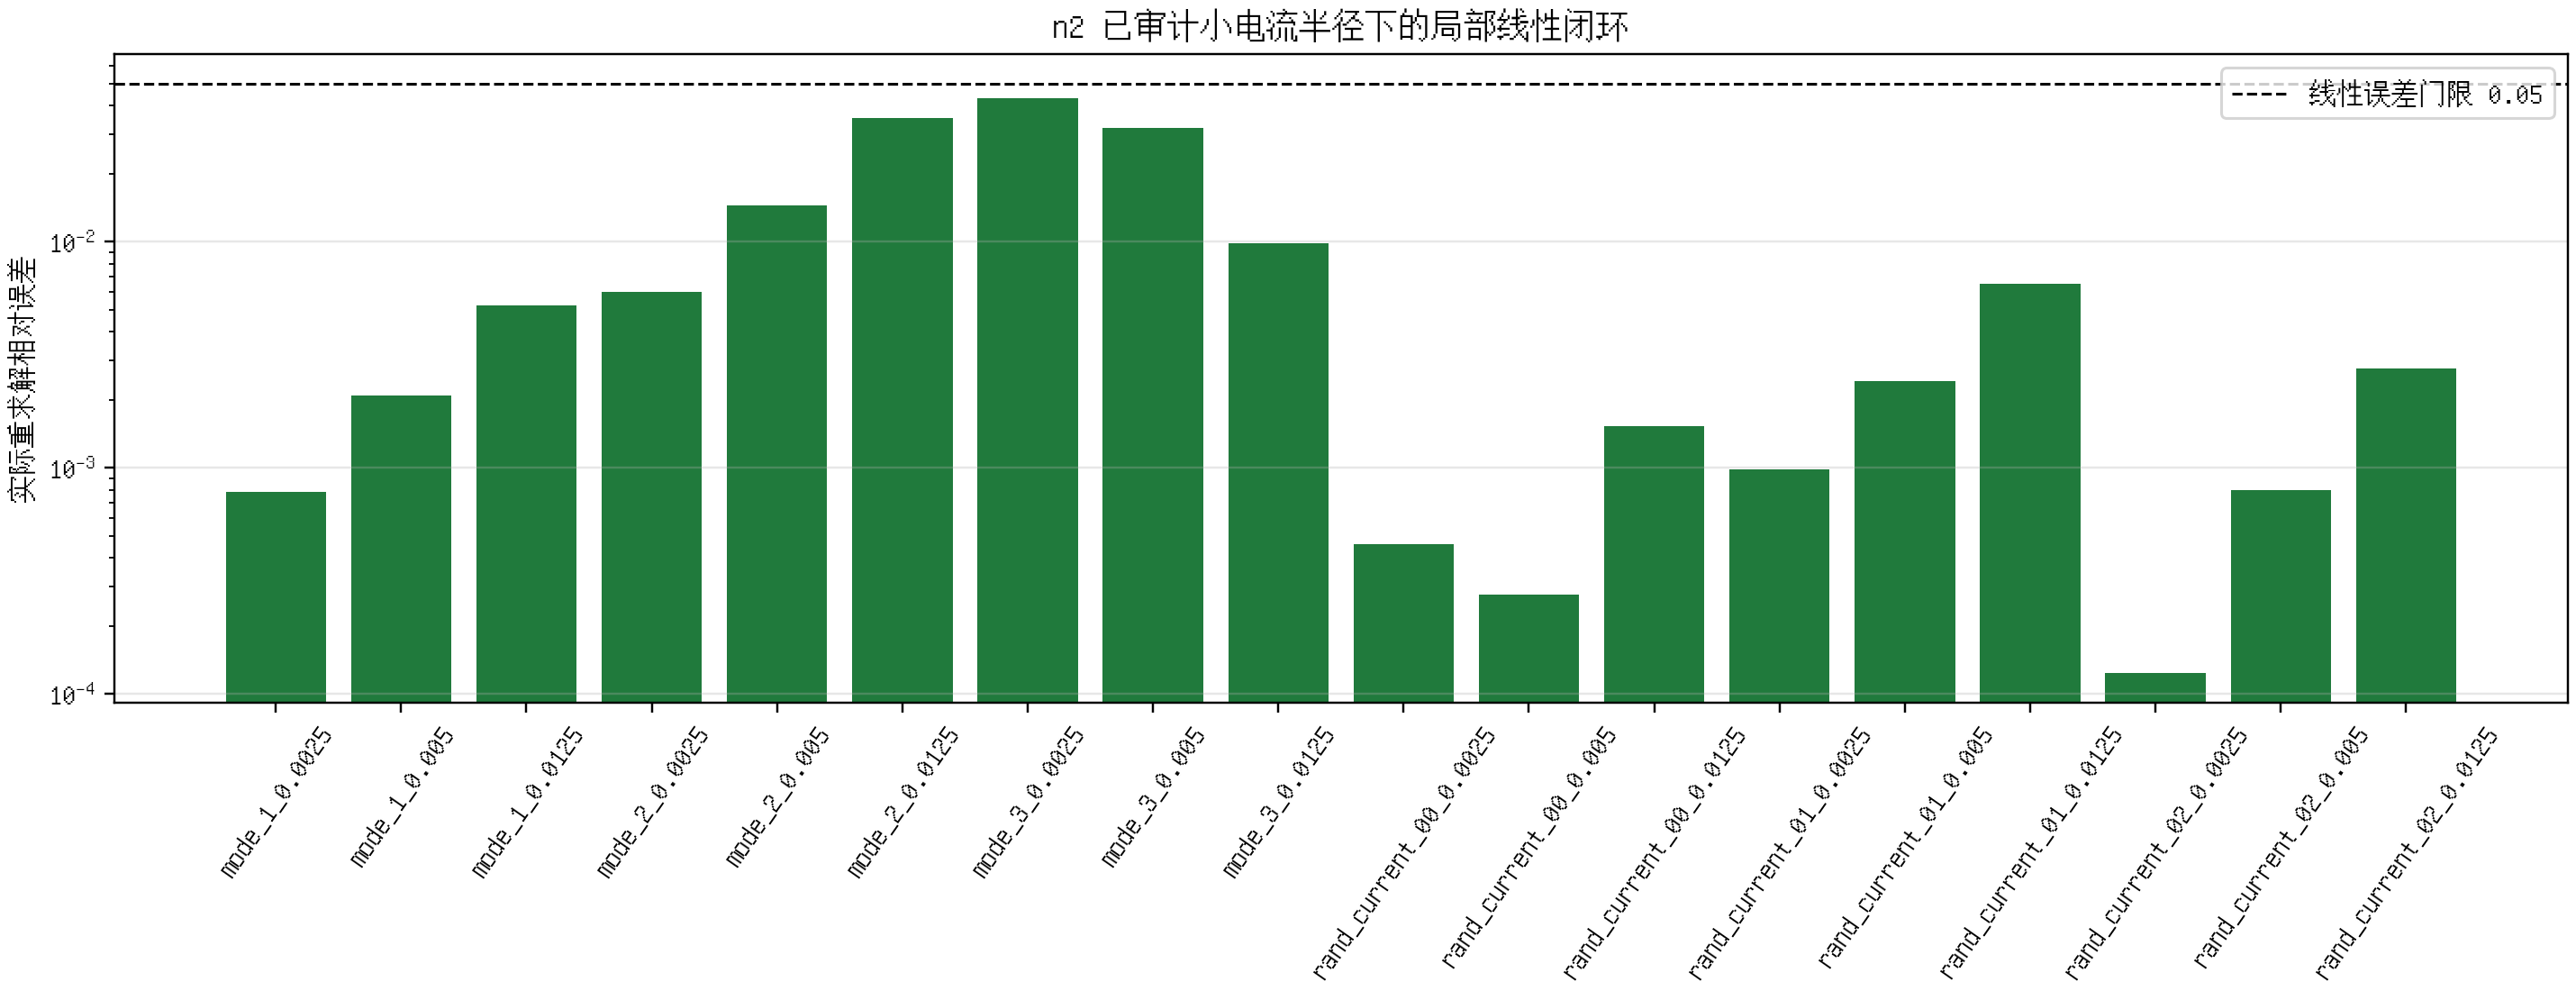 n2 已审计小电流半径下的局部线性闭环
线性误差门限 0.05
实际重求解相对误差
10⁻²
10⁻³
10⁻⁴
mode_1_0.0025
mode_1_0.005
mode_1_0.0125
mode_2_0.0025
mode_2_0.005
mode_2_0.0125
mode_3_0.0025
mode_3_0.005
mode_3_0.0125
rand_current_00_0.0025
rand_current_00_0.005
rand_current_00_0.0125
rand_current_01_0.0025
rand_current_01_0.005
rand_current_01_0.0125
rand_current_02_0.0025
rand_current_02_0.005
rand_current_02_0.0125